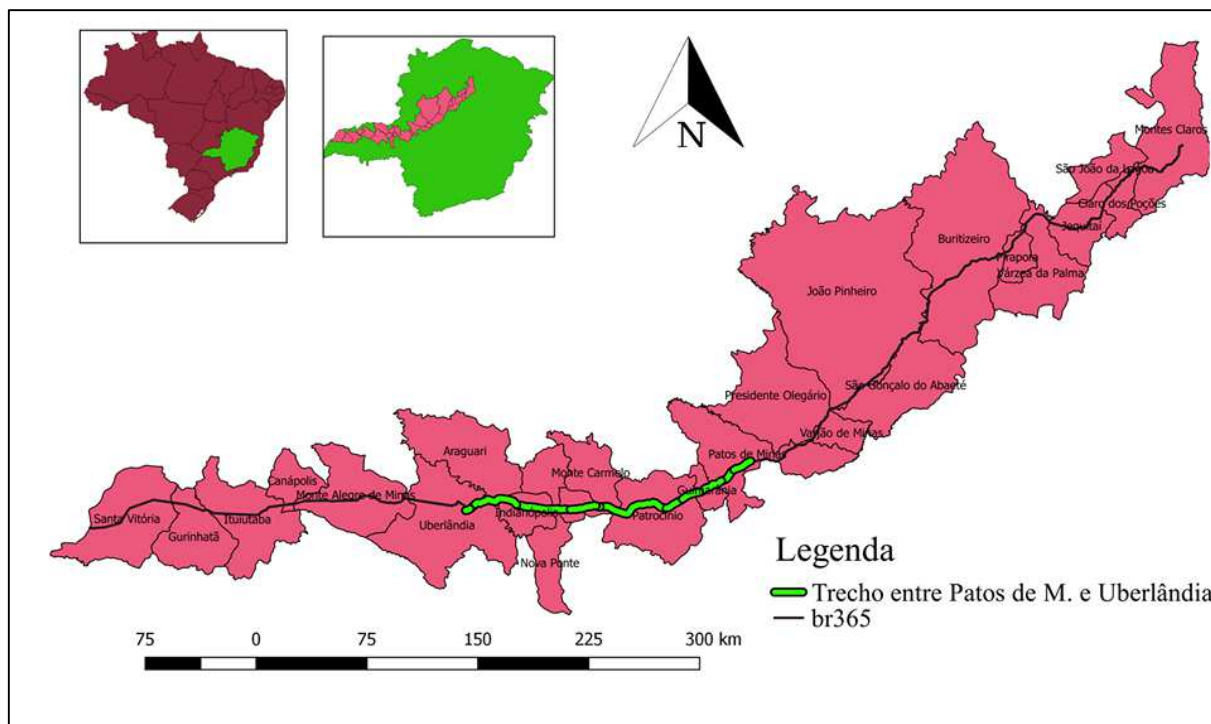 N
Montes Claros
São João da Lagoa
Claro dos Poções
Jequitaí
Buritizeiro
Pirapora
Várzea da Palma
João Pinheiro
São Gonçalo do Abaeté
Presidente Olegário
Varjão de Minas
Patos de Minas
Araguari
Monte Carmelo
Guimarânia
Canápolis
Monte Alegre de Minas
Santa Vitória
Ituiutaba
Uberlândia
Indianópolis
Patrocínio
Gurinhatã
Nova Ponte
Legenda
Trecho entre Patos de M. e Uberlândia
br365
75 0 75 150 225 300 km